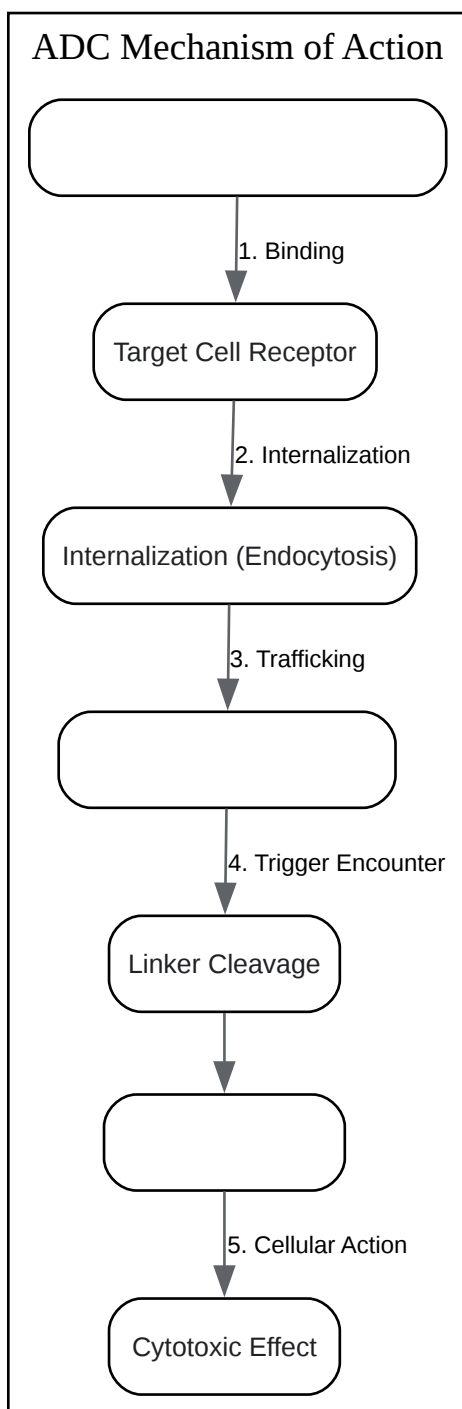 ADC Mechanism of Action
1. Binding
Target Cell Receptor
2. Internalization
Internalization (Endocytosis)
3. Trafficking
4. Trigger Encounter
Linker Cleavage
5. Cellular Action
Cytotoxic Effect